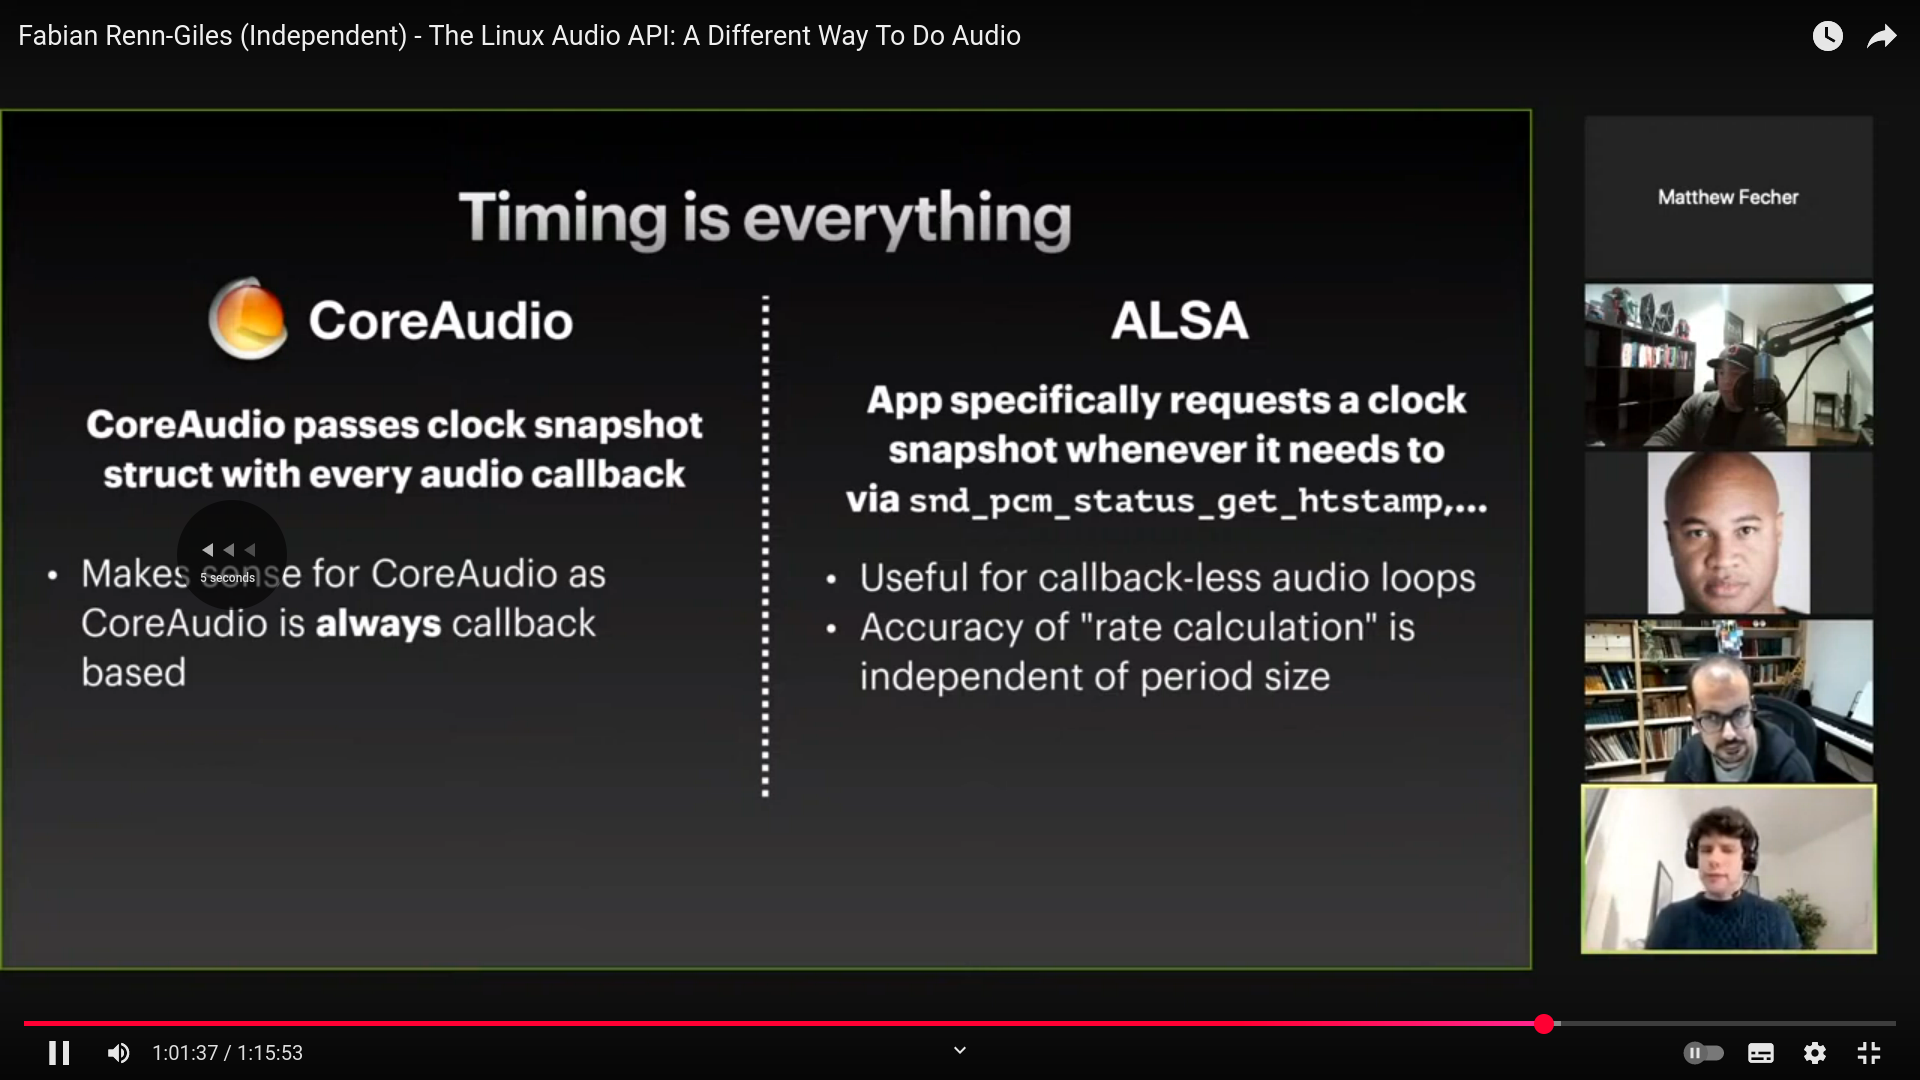 Fabian Renn-Giles (Independent) - The Linux Audio API: A Different Way To Do Audio
Timing is everything
CoreAudio
CoreAudio passes clock snapshot
struct with every audio callback
• Makes sense for CoreAudio as
CoreAudio is always callback
based
5 seconds
ALSA
App specifically requests a clock
snapshot whenever it needs to
via snd_pcm_status_get_htstamp,...
• Useful for callback-less audio loops
• Accuracy of "rate calculation" is
independent of period size
Matthew Fecher
1:01:37 / 1:15:53